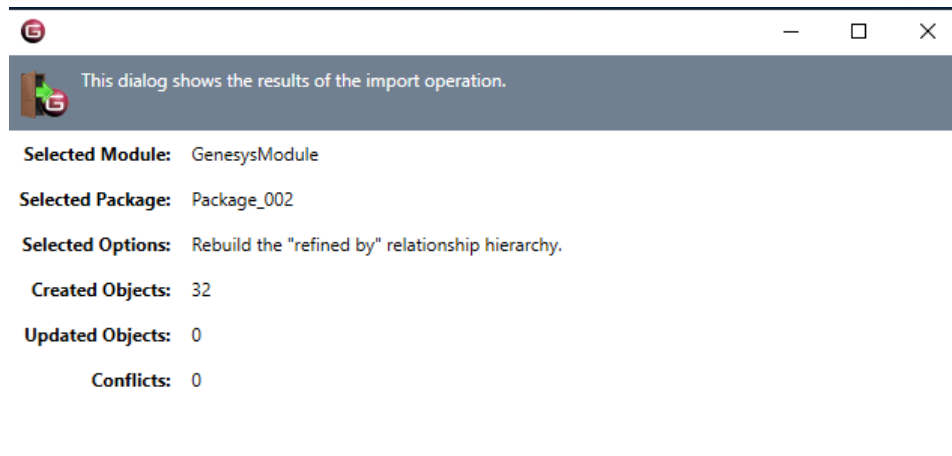 This dialog shows the results of the import operation.
Selected Module: GenesysModule
Selected Package: Package_002
Selected Options: Rebuild the "refined by" relationship hierarchy.
Created Objects: 32
Updated Objects: 0
Conflicts: 0